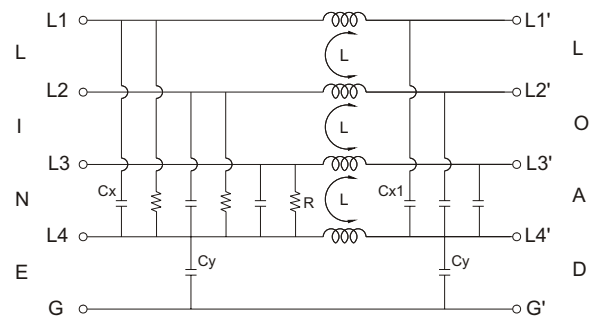 L1 L1'
L L L
L2 L2'
I L O
L3 L3'
Cx Cx1
N R L A
L4 L4'
Cy Cy
E D
G G'